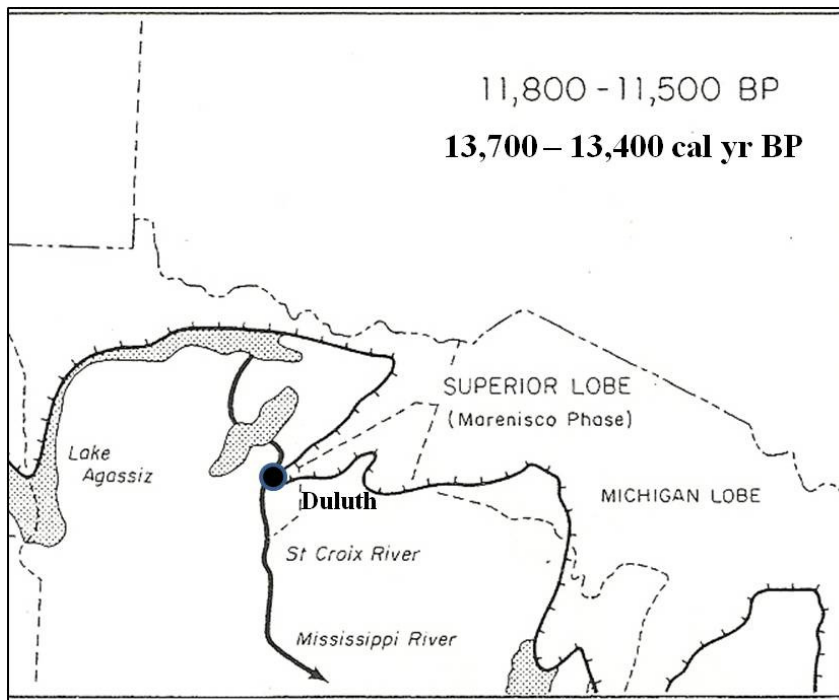 11,800 - 11,500 BP
13,700 – 13,400 cal yr BP
SUPERIOR LOBE
(Marenisco Phase)
Lake
Agassiz
MICHIGAN LOBE
Duluth
St Croix River
Mississippi River